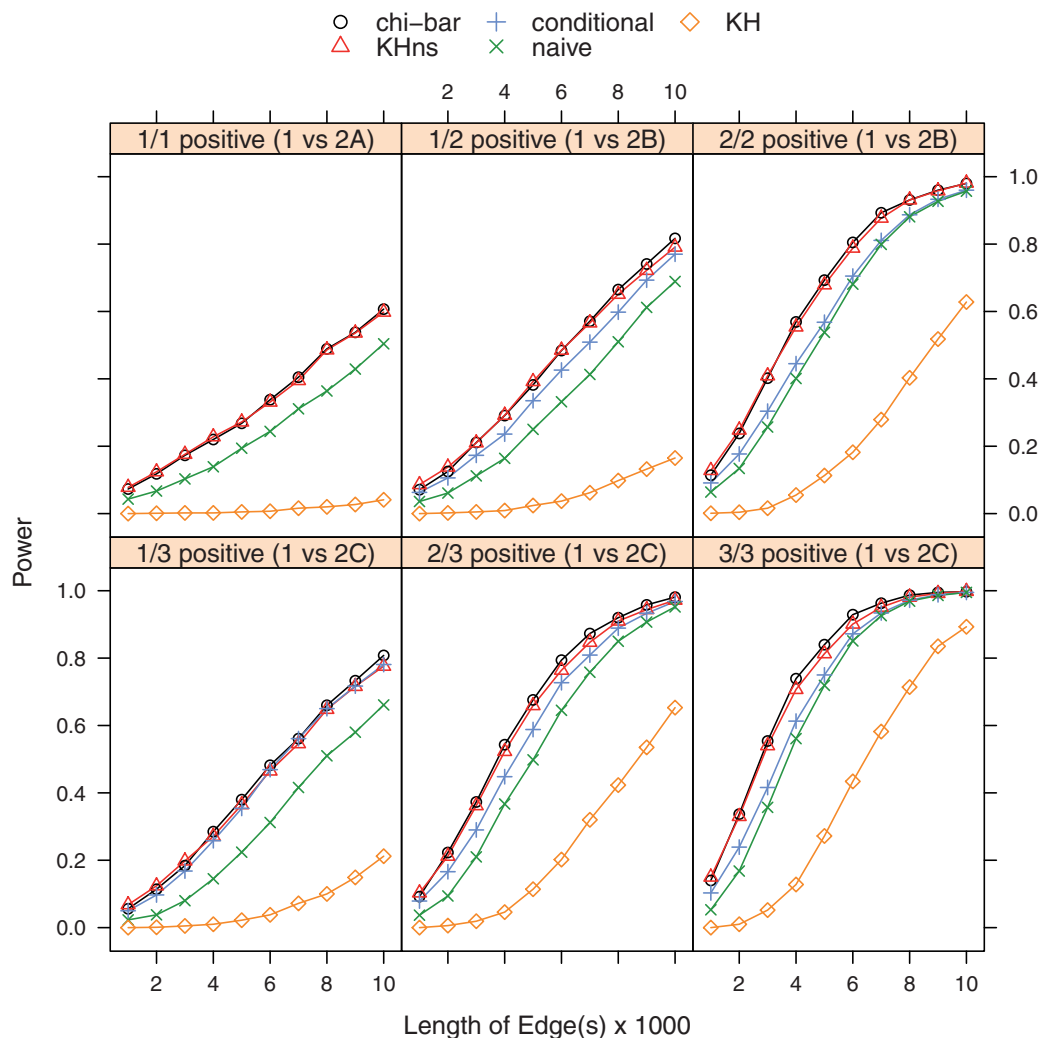 chi−bar conditional KH
KHns naive
2 4 6 8 10
1/1 positive (1 vs 2A) 1/2 positive (1 vs 2B) 2/2 positive (1 vs 2B)
1.0
0.8
0.6
0.4
0.2
0.0
1/3 positive (1 vs 2C) 2/3 positive (1 vs 2C) 3/3 positive (1 vs 2C)
Power
1.0
0.8
0.6
0.4
0.2
0.0
2 4 6 8 10 2 4 6 8 10
Length of Edge(s) x 1000